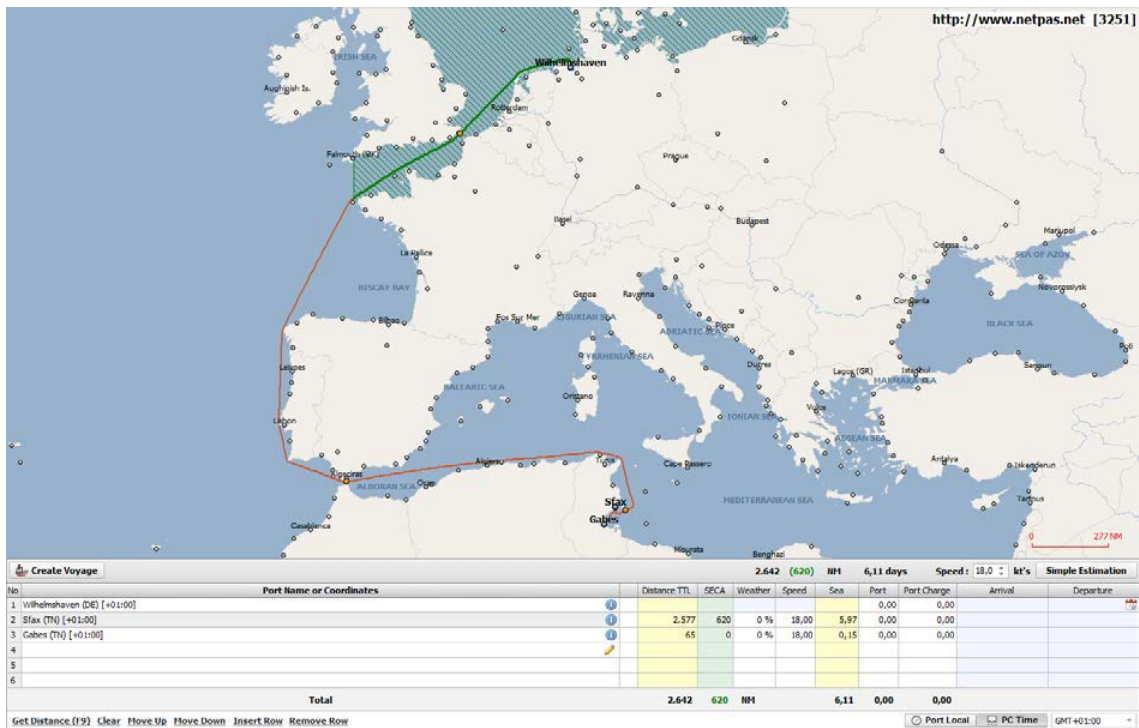 http://www.netpas.net [3251]
IRISH SEA
Gdansk
Wilhelmshaven
Aughinish Is.
Rotterdam
Falmouth (UK)
Prague
Basel
Budapest
La Pallice
Odessa
Mariupol
SEA OF AZOV
BISCAY BAY
Genoa
Ravenna
Novorossiysk
Constanta
Bilbao
Fos Sur Mer
LIGURIAN SEA
ADRIATIC SEA
Ploce
BLACK SEA
Poti
TYRRHENIAN SEA
Durres
Lagos (GR)
Istanbul
Samsun
Leixoes
MARMARA SEA
BALEARIC SEA
Oristano
Volos
Lisbon
IONIAN SEA
AEGEAN SEA
Algeciras
Tunis
Cape Passero
Antalya
Iskenderun
ALBORAN SEA
Oran
MEDITERRANEAN SEA
Tartous
Sfax
Gabes
Casablanca
0 277 NM
Misurata
Benghazi
Create Voyage 2.642 (620) NM 6,11 days Speed : 18,0 kt's Simple Estimation
No Port Name or Coordinates Distance TTL SECA Weather Speed Sea Port Port Charge Arrival Departure
1 Wilhelmshaven (DE) [+01:00] 0,00 0,00
2 Sfax (TN) [+01:00] 2.577 620 0 % 18,00 5,97 0,00 0,00
3 Gabes (TN) [+01:00] 65 0 0 % 18,00 0,15 0,00 0,00
4
5
6
Total 2.642 620 NM 6,11 0,00 0,00
Get Distance (F9) Clear Move Up Move Down Insert Row Remove Row Port Local PC Time GMT+01:00